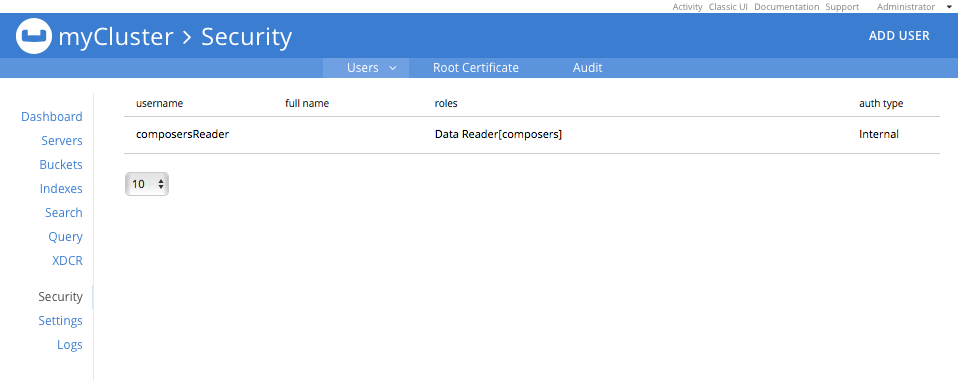 Activity Classic UI Documentation Support Administrator
myCluster > Security ADD USER
Users Root Certificate Audit
Dashboard
Servers
Buckets
Indexes
Search
Query
XDCR
Security
Settings
Logs
username full name roles auth type
composersReader Data Reader[composers] Internal
10